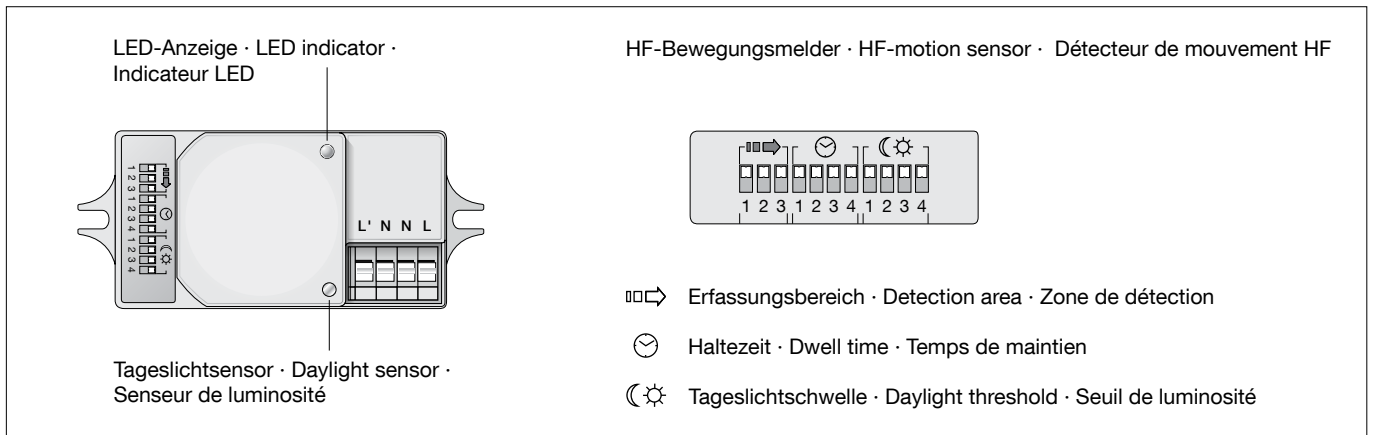 LED-Anzeige · LED indicator ·
Indicateur LED
1
2
3
1
2
3
4
1
2
3
4
L' N N L
Tageslichtsensor · Daylight sensor ·
Senseur de luminosité
HF-Bewegungsmelder · HF-motion sensor · Détecteur de mouvement HF
1 2 3 1 2 3 4 1 2 3 4
Erfassungsbereich · Detection area · Zone de détection
Haltezeit · Dwell time · Temps de maintien
Tageslichtschwelle · Daylight threshold · Seuil de luminosité